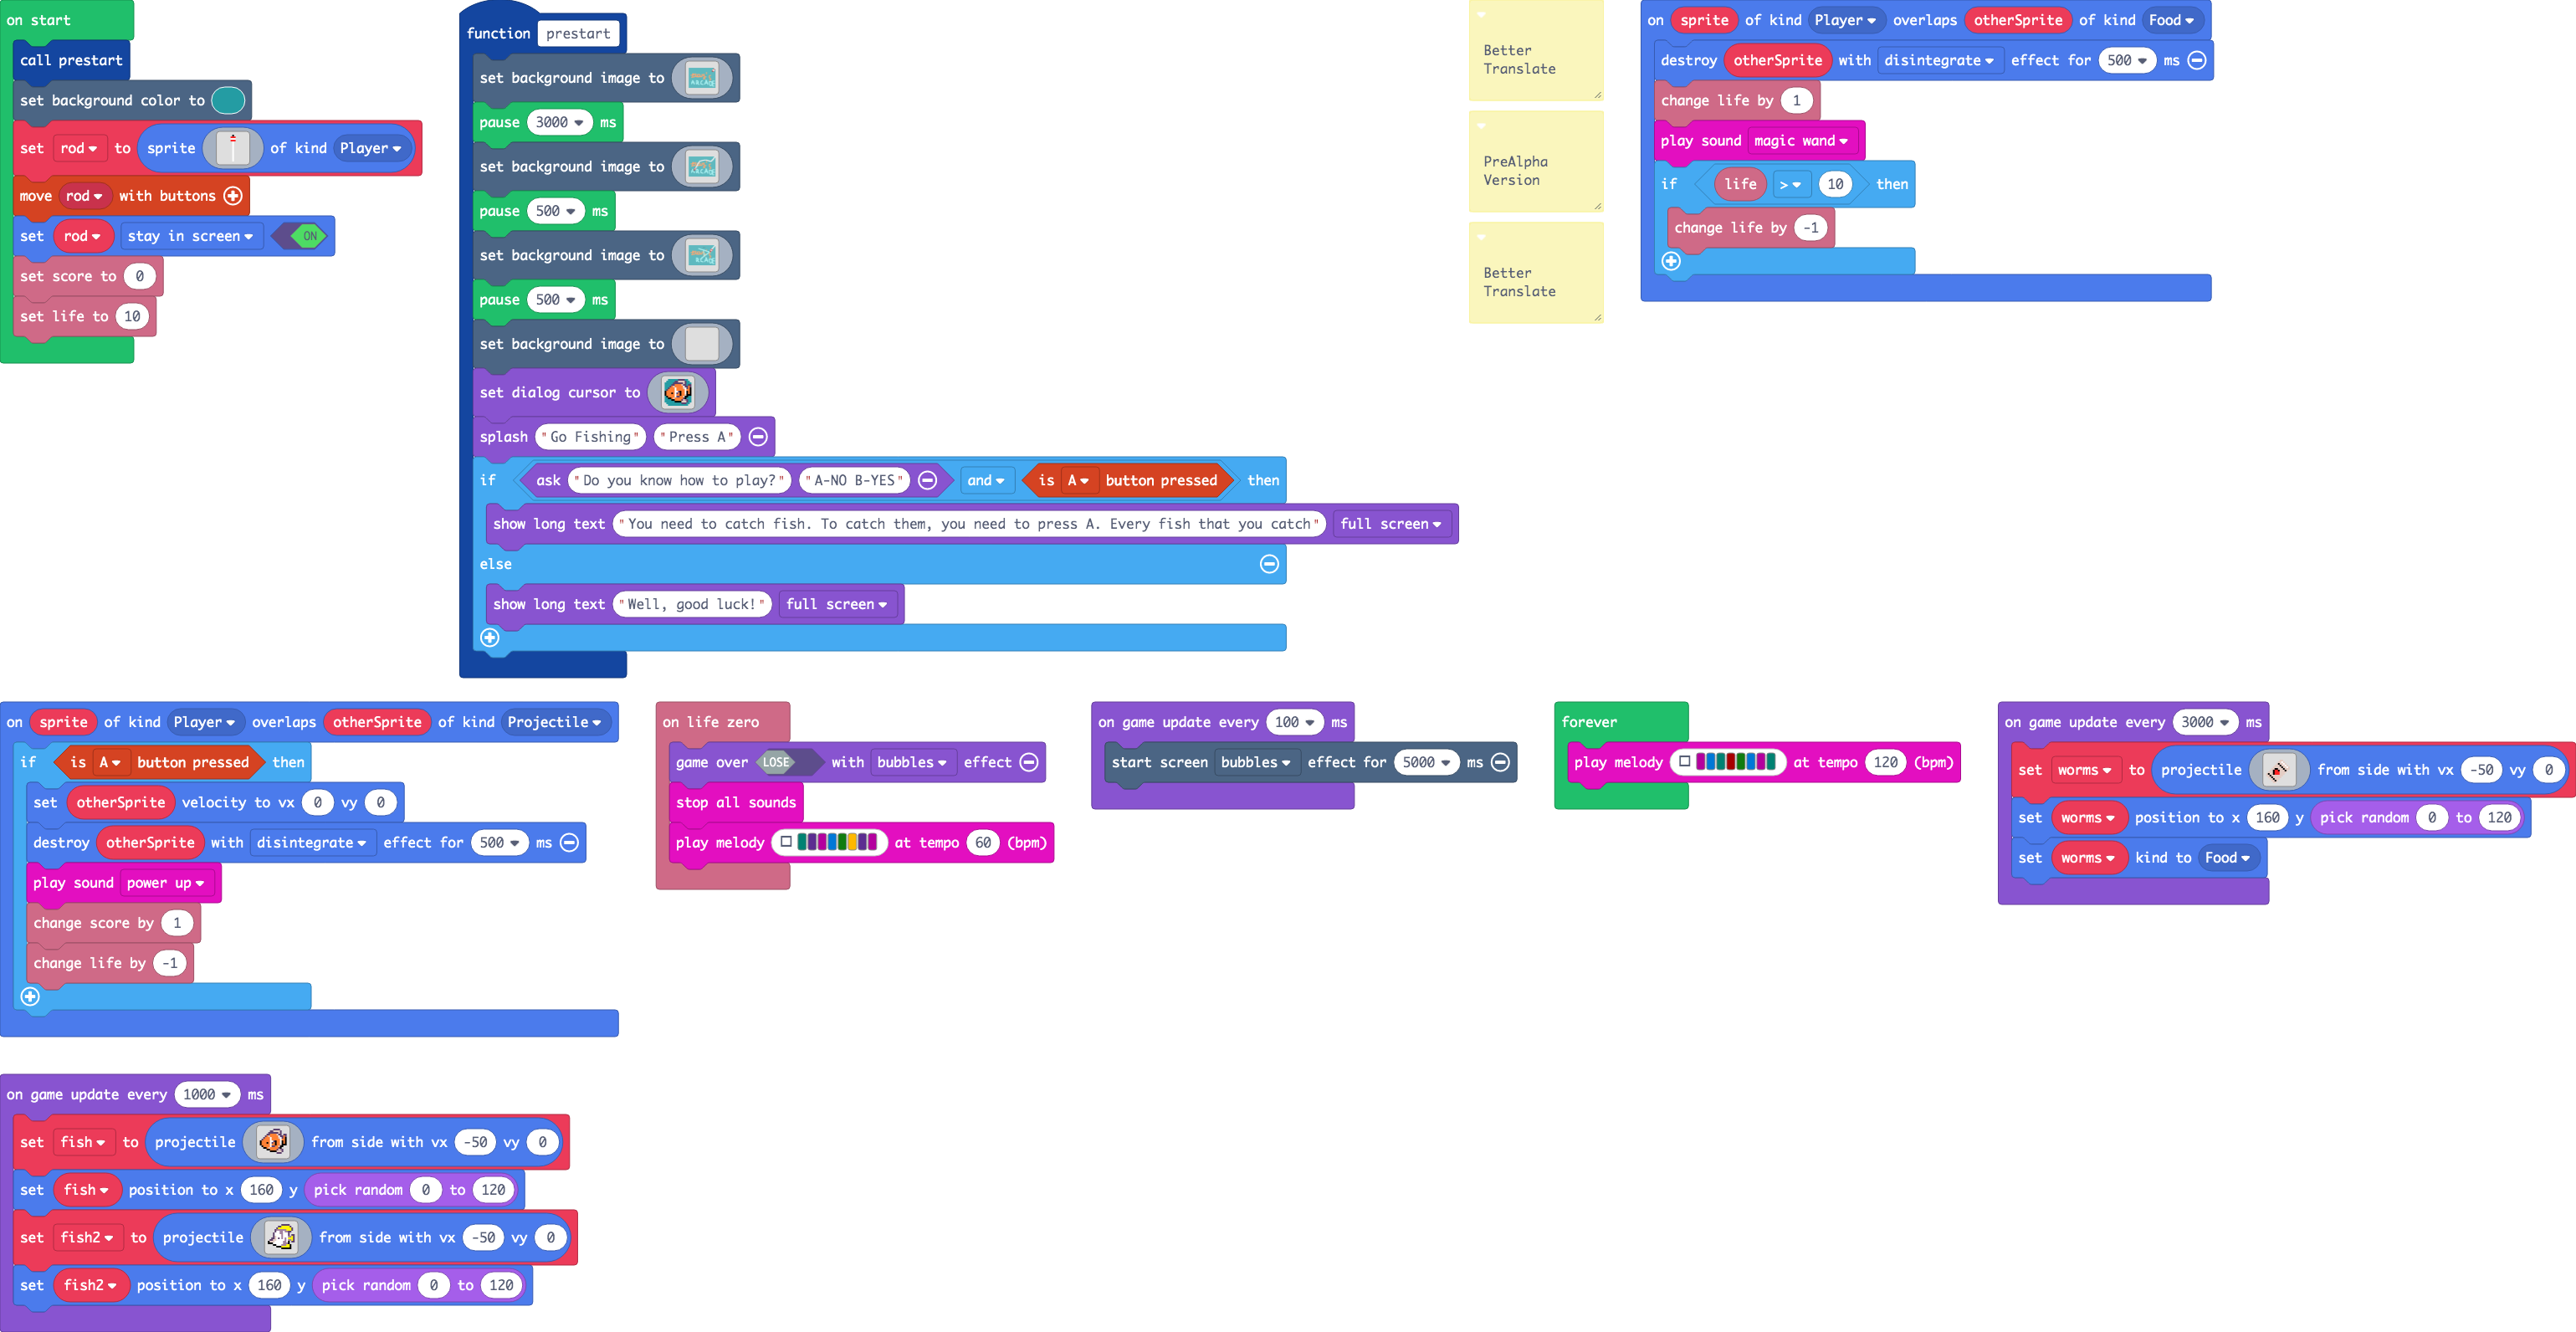 on start
call prestart
set background color to
set rod to sprite of kind Player
move rod with buttons
set rod stay in screen ON
set score to 0
set life to 10
function prestart
set background image to
pause 3000 ms
set background image to
pause 500 ms
set background image to
pause 500 ms
set background image to
set dialog cursor to
splash "Go Fishing" "Press A"
if ask "Do you know how to play?" "A-NO B-YES" and is A button pressed then
show long text "You need to catch fish. To catch them, you need to press A. Every fish that you catch" full screen
else
show long text "Well, good luck!" full screen
Better
Translate
PreAlpha
Version
Better
Translate
on sprite of kind Player overlaps otherSprite of kind Food
destroy otherSprite with disintegrate effect for 500 ms
change life by 1
play sound magic wand
if life > 10 then
change life by -1
on sprite of kind Player overlaps otherSprite of kind Projectile
if is A button pressed then
set otherSprite velocity to vx 0 vy 0
destroy otherSprite with disintegrate effect for 500 ms
play sound power up
change score by 1
change life by -1
on life zero
game over LOSE with bubbles effect
stop all sounds
play melody at tempo 60 (bpm)
on game update every 100 ms
start screen bubbles effect for 5000 ms
forever
play melody at tempo 120 (bpm)
on game update every 3000 ms
set worms to projectile from side with vx -50 vy 0
set worms position to x 160 y pick random 0 to 120
set worms kind to Food
on game update every 1000 ms
set fish to projectile from side with vx -50 vy 0
set fish position to x 160 y pick random 0 to 120
set fish2 to projectile from side with vx -50 vy 0
set fish2 position to x 160 y pick random 0 to 120